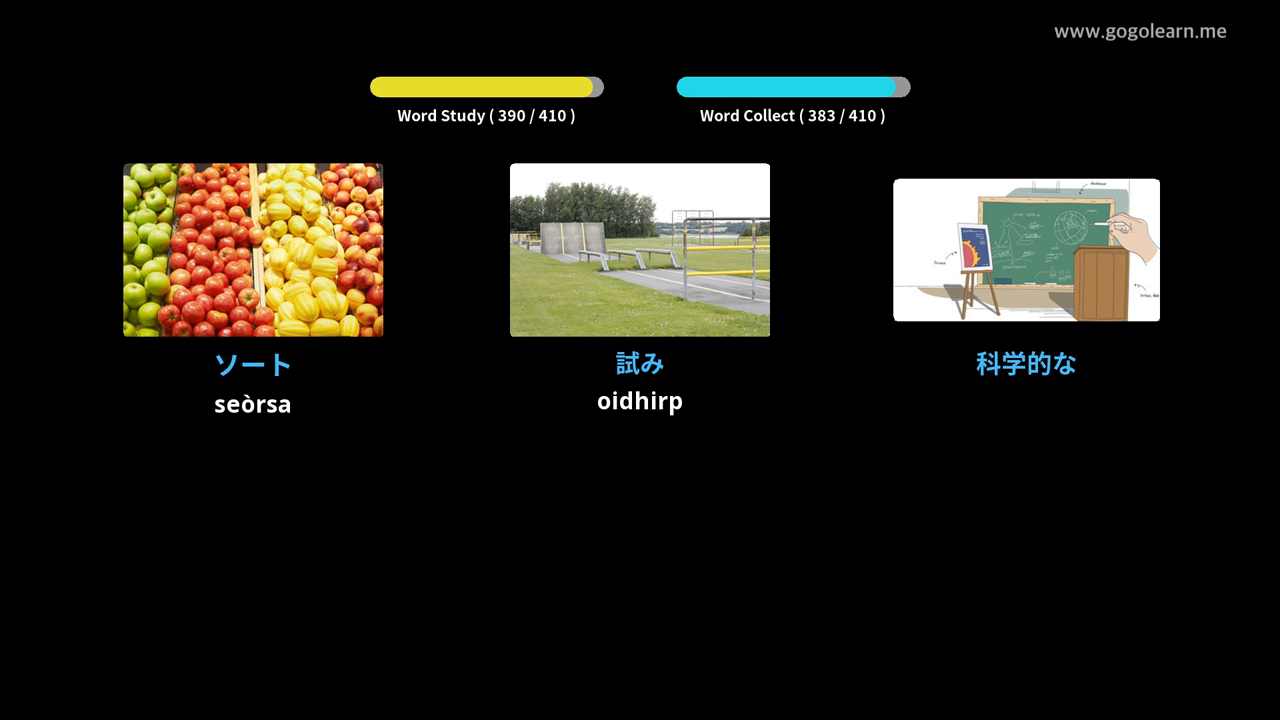 www.gogolearn.me
Word Study ( 390 / 410 )
Word Collect ( 383 / 410 )
ソート
seòrsa
試み
oidhirp
科学的な